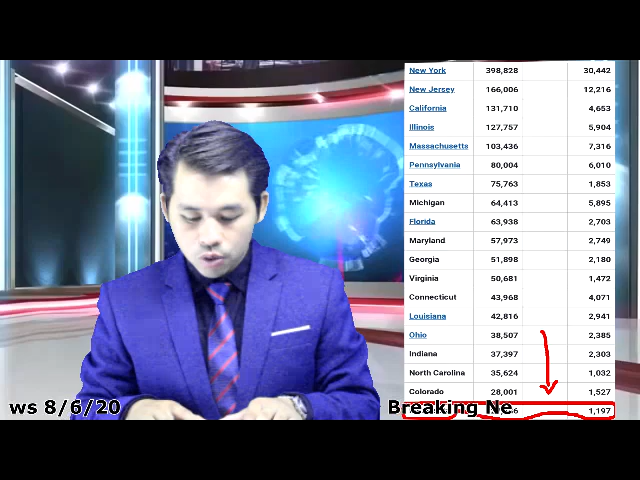 New York 398,828 30,442
New Jersey 166,006 12,216
California 131,710 4,653
Illinois 127,757 5,904
Massachusetts 103,436 7,316
Pennsylvania 80,004 6,010
Texas 75,763 1,853
Michigan 64,413 5,895
Florida 63,938 2,703
Maryland 57,973 2,749
Georgia 51,898 2,180
Virginia 50,681 1,472
Connecticut 43,968 4,071
Louisiana 42,816 2,941
Ohio 38,507 2,385
Indiana 37,397 2,303
North Carolina 35,624 1,032
Colorado 28,001 1,527
1,197
ws 8/6/20 Breaking Ne